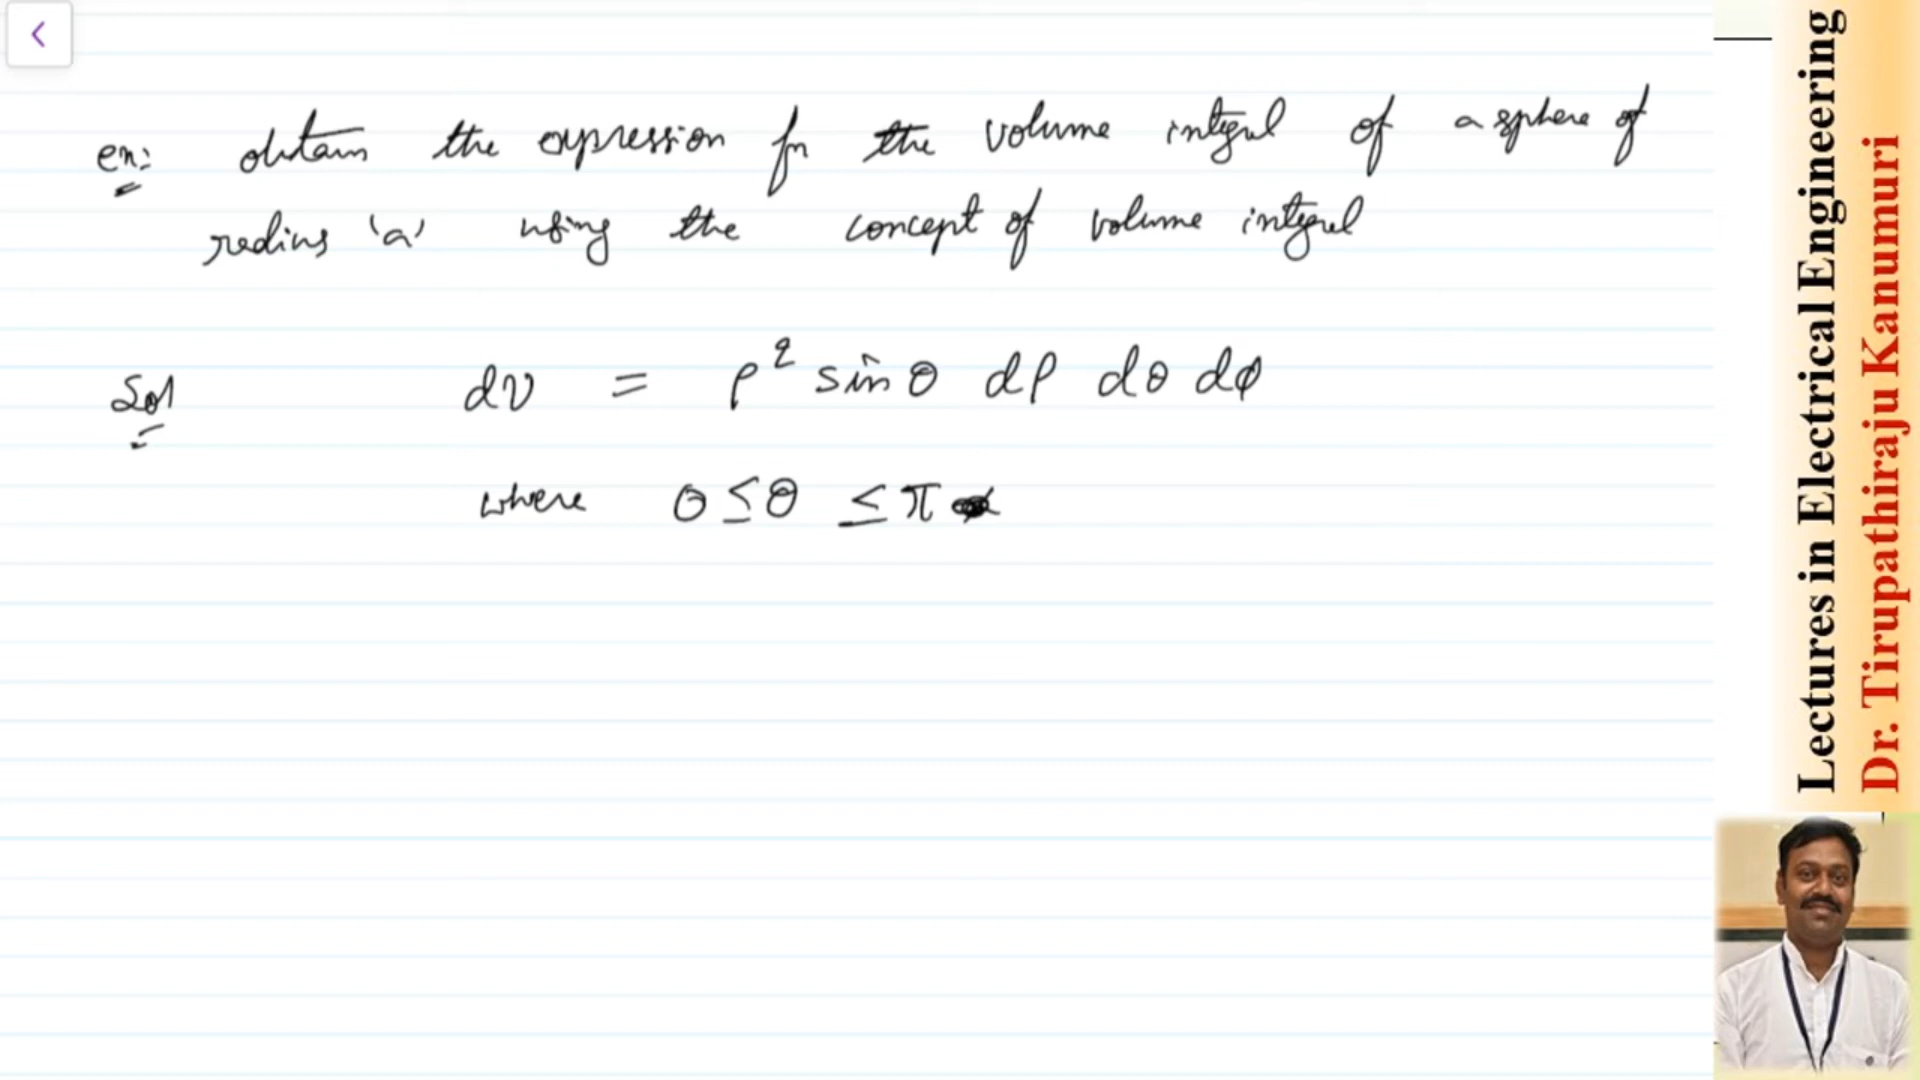 ex: obtain the expression for the volume integral of a sphere of
radius 'a' using the concept of volume integral
Sol dv = ρ² sinθ dρ dθ dφ
where 0 ≤ θ ≤ π
Lectures in Electrical Engineering
Dr. Tirupathiraju Kanumuri